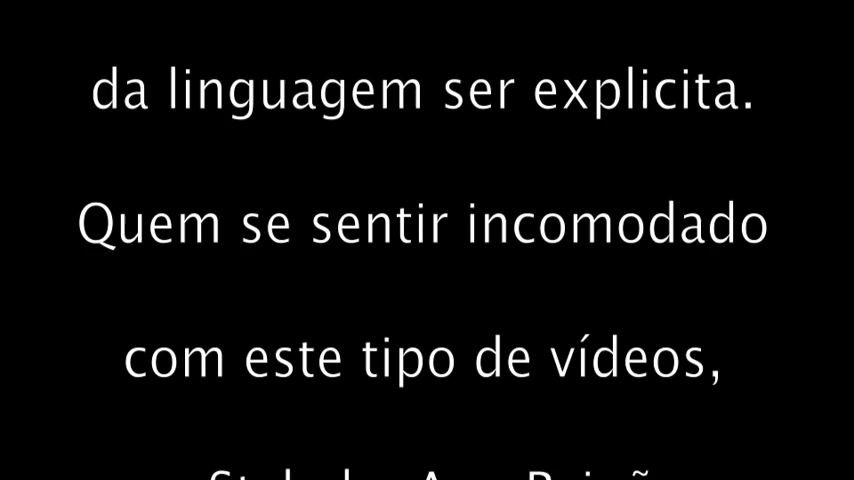 da linguagem ser explicita.
Quem se sentir incomodado
com este tipo de vídeos,